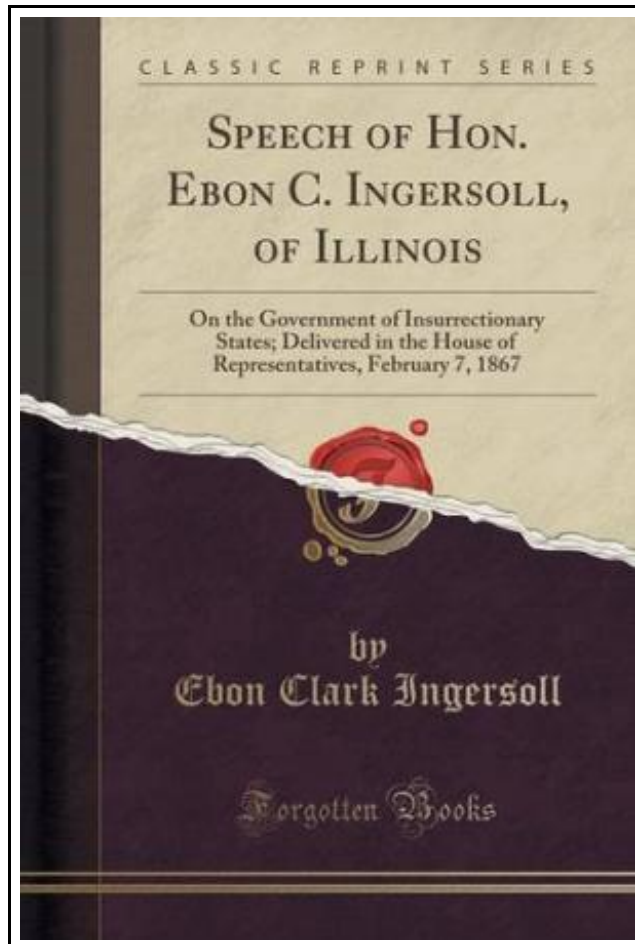 CLASSIC REPRINT SERIES
SPEECH OF HON.
EBON C. INGERSOLL,
OF ILLINOIS
On the Government of Insurrectionary
States; Delivered in the House of
Representatives, February 7, 1867
by
Ebon Clark Ingersoll
Forgotten Books